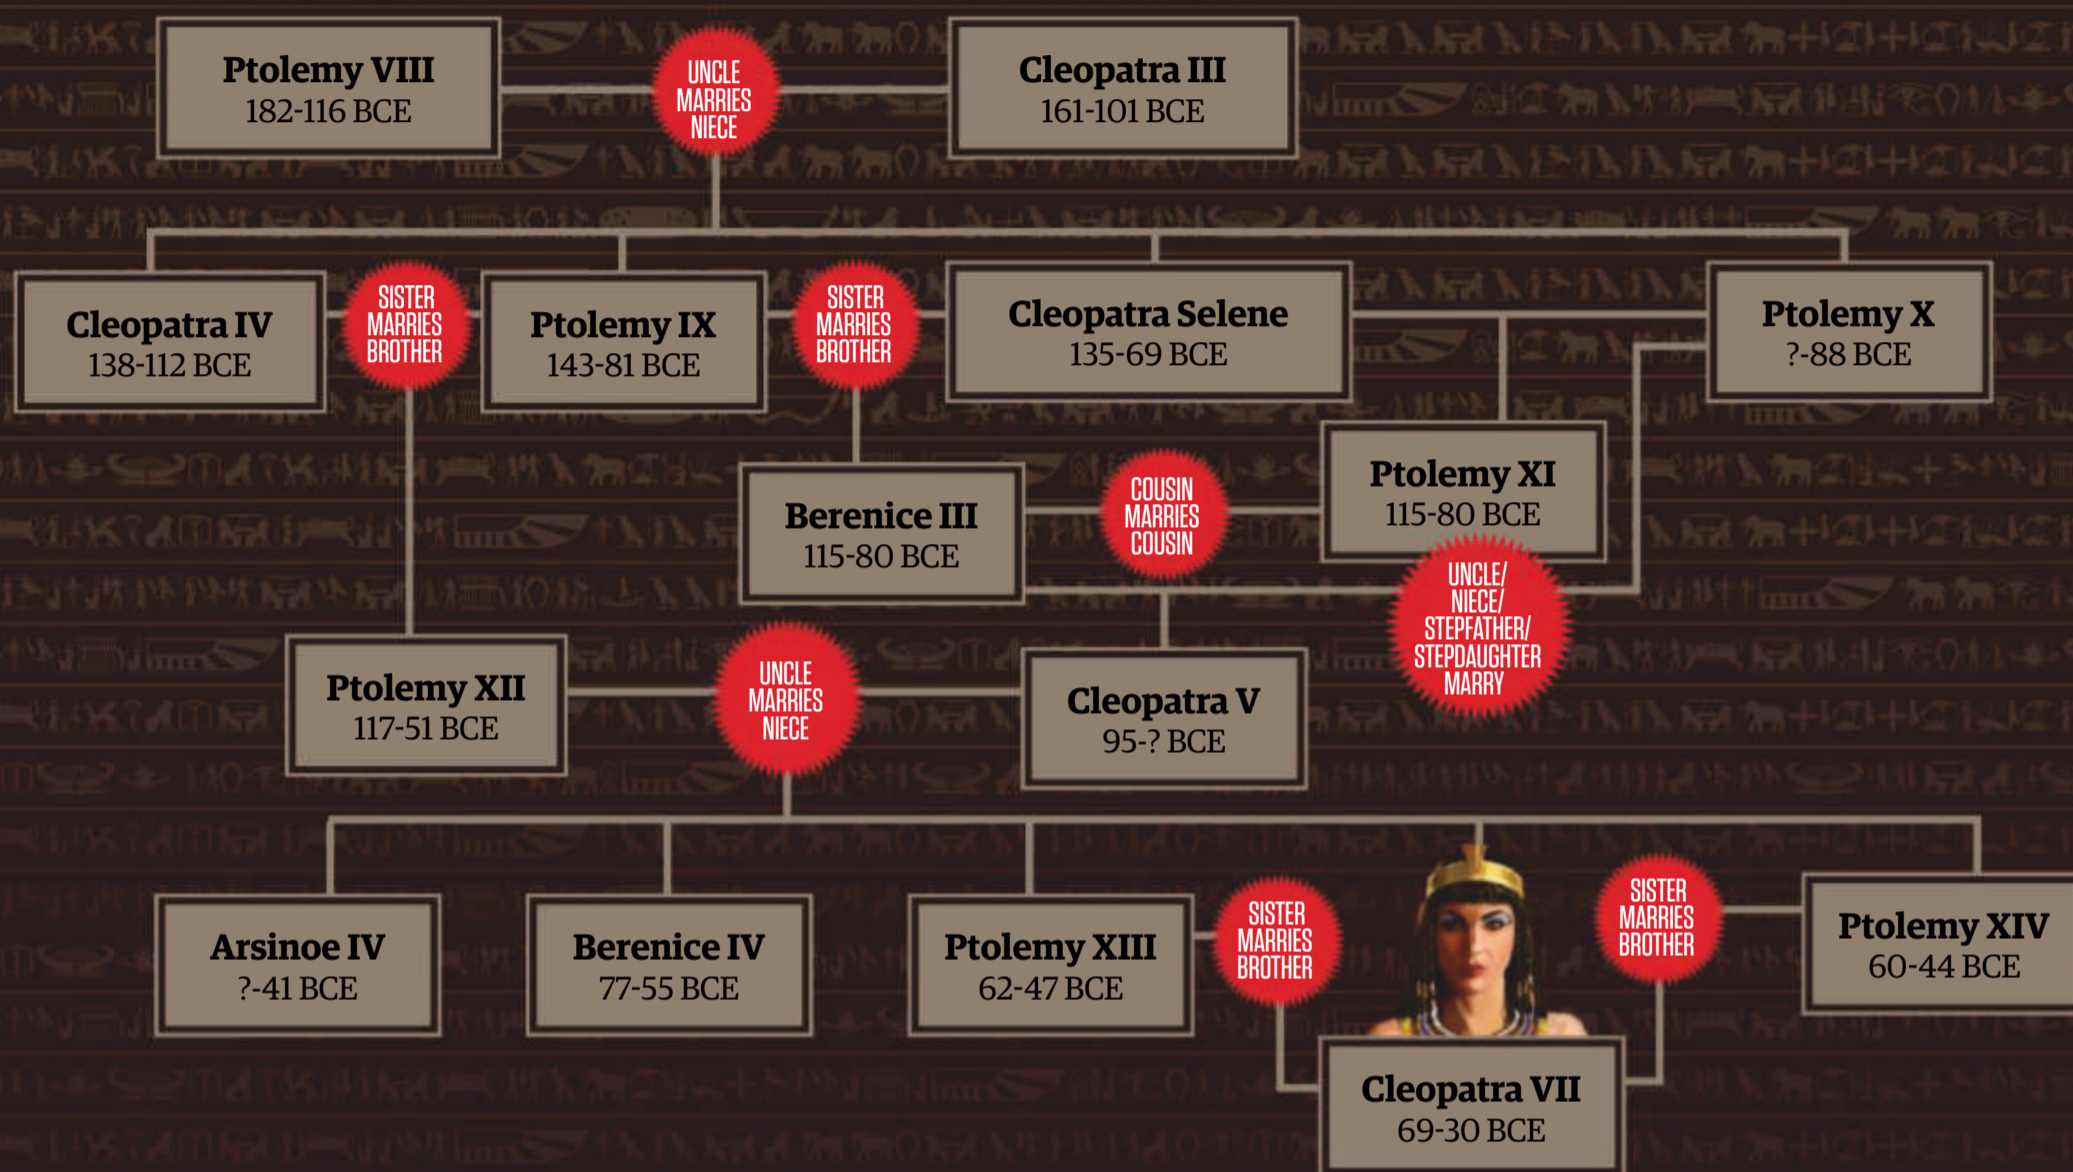 Ptolemy VIII
182-116 BCE
UNCLE
MARRIES
NIECE
Cleopatra III
161-101 BCE
Cleopatra IV
138-112 BCE
SISTER
MARRIES
BROTHER
Ptolemy IX
143-81 BCE
SISTER
MARRIES
BROTHER
Cleopatra Selene
135-69 BCE
Ptolemy X
?-88 BCE
Berenice III
115-80 BCE
COUSIN
MARRIES
COUSIN
Ptolemy XI
115-80 BCE
UNCLE/
NIECE/
STEPFATHER/
STEPDAUGHTER
MARRY
Ptolemy XII
117-51 BCE
UNCLE
MARRIES
NIECE
Cleopatra V
95-? BCE
Arsinoe IV
?-41 BCE
Berenice IV
77-55 BCE
Ptolemy XIII
62-47 BCE
SISTER
MARRIES
BROTHER
SISTER
MARRIES
BROTHER
Ptolemy XIV
60-44 BCE
Cleopatra VII
69-30 BCE